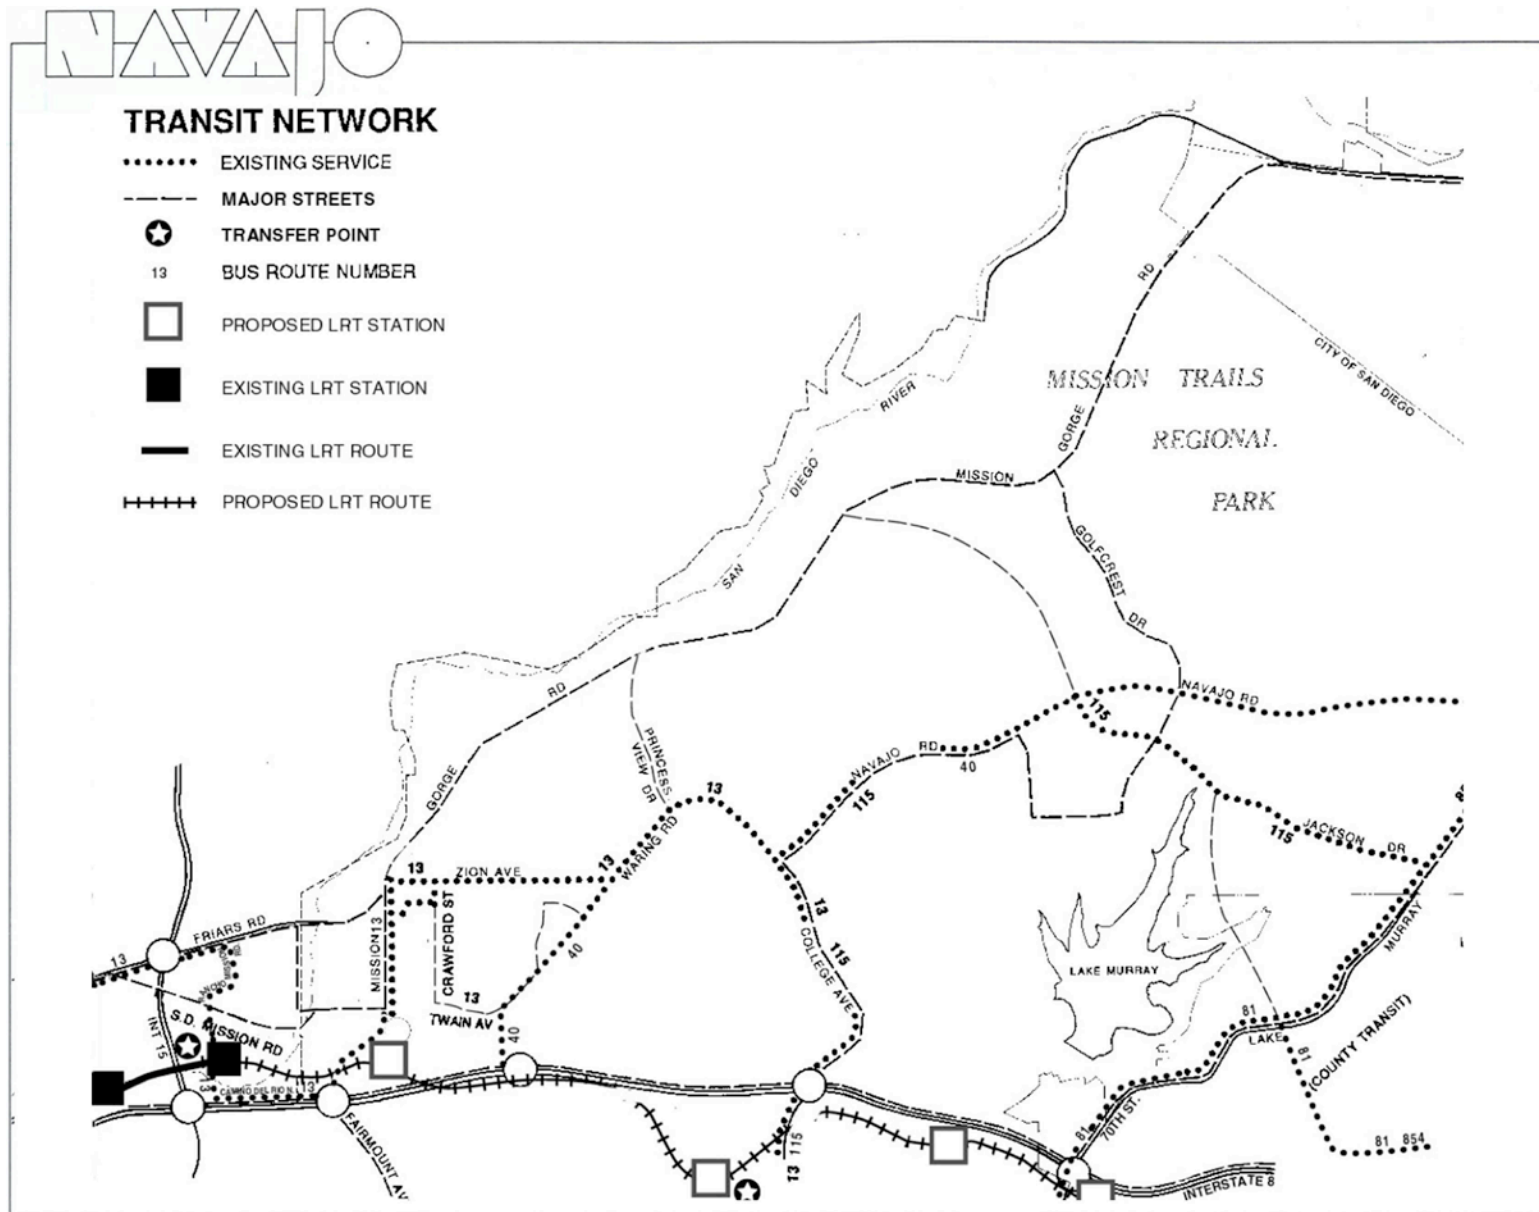 NAVAJO
TRANSIT NETWORK
EXISTING SERVICE
MAJOR STREETS
TRANSFER POINT
13 BUS ROUTE NUMBER
PROPOSED LRT STATION
EXISTING LRT STATION
EXISTING LRT ROUTE
PROPOSED LRT ROUTE
RD
CITY OF SAN DIEGO
MISSION TRAILS
REGIONAL
PARK
RIVER
DIEGO
SAN
GORGE
MISSION
GOLFCREST
DR
NAVAJO RD
115
RD
NAVAJO RD
40
115
PRINCESS
VIEW DR
GORGE
13
WARING RD
JACKSON DR
115
13
ZION AVE
13
13
COLLEGE AVE
115
CRAWFORD ST
MISSION
13
40
FRIARS RD
13
MURRAY
LAKE MURRAY
13
TWAIN AV
S.D. MISSION RD
INT 15
40
81
LAKE
81
(COUNTY TRANSIT)
13
CAMINO DEL RIO N.
13
FAIRMOUNT AV
81
70TH ST.
115
13
81 854
INTERSTATE 8